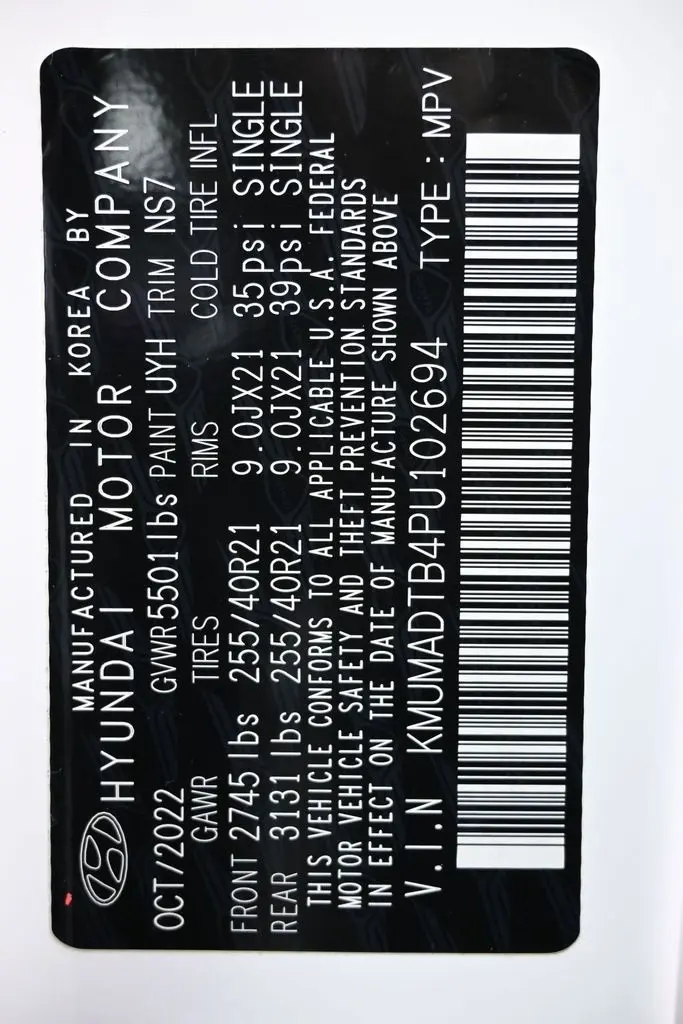 MANUFACTURED IN KOREA BY
HYUNDAI MOTOR COMPANY
OCT/2022 GVWR 5501 lbs PAINT UYH TRIM NS7
GAWR TIRES RIMS COLD TIRE INFL
FRONT 2745 lbs 255/40R21 9.0JX21 35psi SINGLE
REAR 3131 lbs 255/40R21 9.0JX21 39psi SINGLE
THIS VEHICLE CONFORMS TO ALL APPLICABLE U.S.A. FEDERAL
MOTOR VEHICLE SAFETY AND THEFT PREVENTION STANDARDS
IN EFFECT ON THE DATE OF MANUFACTURE SHOWN ABOVE
V.I.N KMUMADTB4PU102694 TYPE : MPV